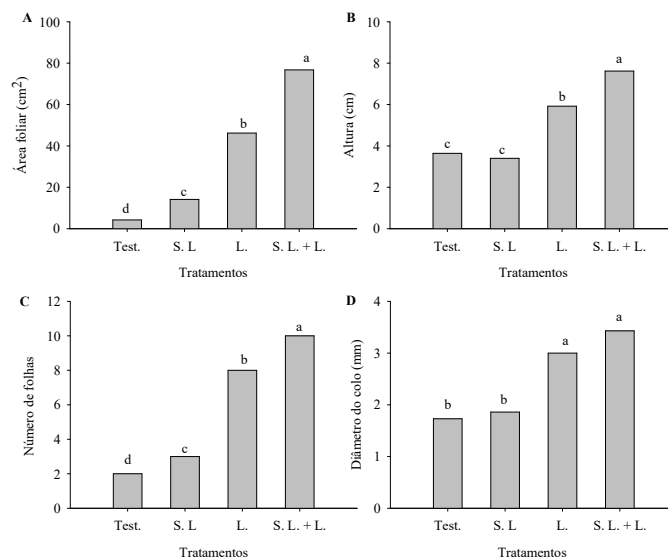 A
100
80
60
40
20
0
Área foliar (cm²)
d
c
b
a
Test.
S. L
L.
S. L. + L.
Tratamentos
B
10
8
6
4
2
0
Altura (cm)
c
c
b
a
Test.
S. L
L.
S. L. + L.
Tratamentos
C
12
10
8
6
4
2
0
Número de folhas
d
c
b
a
Test.
S. L
L.
S. L. + L.
Tratamentos
D
4
3
2
1
0
Diâmetro do colo (mm)
b
b
a
a
Test.
S. L
L.
S. L. + L.
Tratamentos